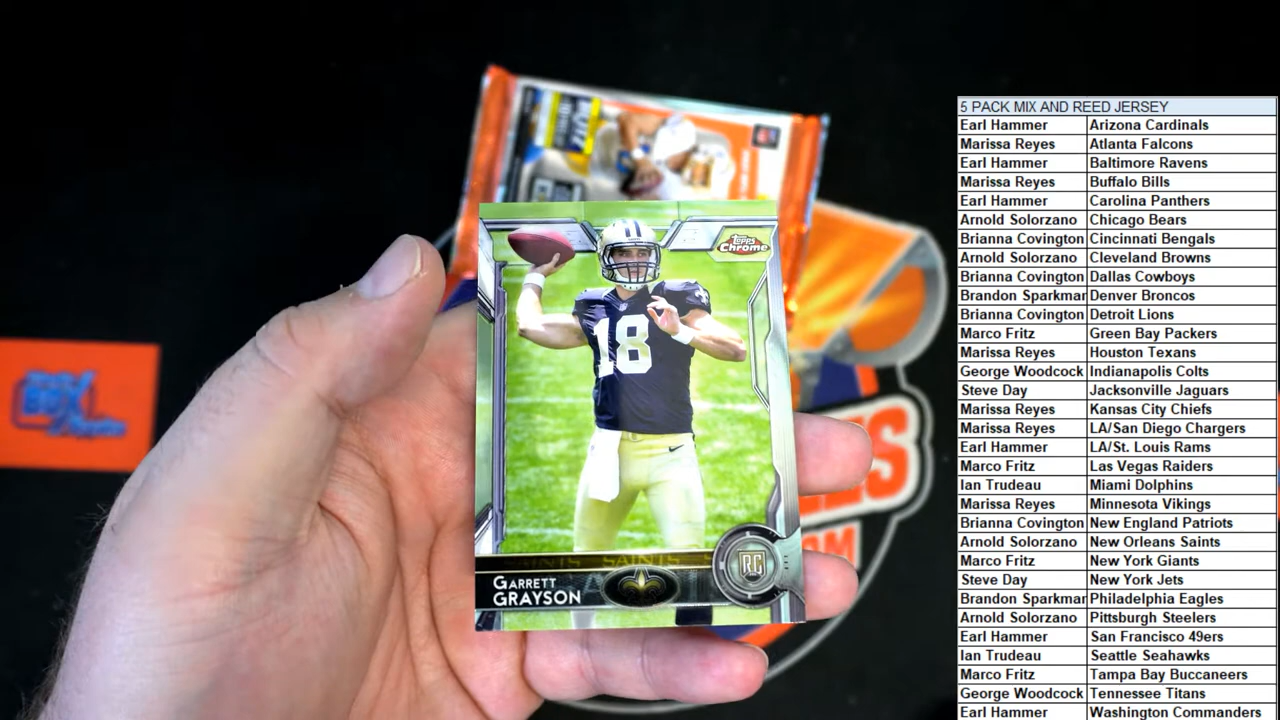 TOPPS
Chrome
18
SAINTS
RC
GARRETT
GRAYSON
5 PACK MIX AND REED JERSEY
Earl Hammer Arizona Cardinals
Marissa Reyes Atlanta Falcons
Earl Hammer Baltimore Ravens
Marissa Reyes Buffalo Bills
Earl Hammer Carolina Panthers
Arnold Solorzano Chicago Bears
Brianna Covington Cincinnati Bengals
Arnold Solorzano Cleveland Browns
Brianna Covington Dallas Cowboys
Brandon Sparkmar Denver Broncos
Brianna Covington Detroit Lions
Marco Fritz Green Bay Packers
Marissa Reyes Houston Texans
George Woodcock Indianapolis Colts
Steve Day Jacksonville Jaguars
Marissa Reyes Kansas City Chiefs
Marissa Reyes LA/San Diego Chargers
Earl Hammer LA/St. Louis Rams
Marco Fritz Las Vegas Raiders
Ian Trudeau Miami Dolphins
Marissa Reyes Minnesota Vikings
Brianna Covington New England Patriots
Arnold Solorzano New Orleans Saints
Marco Fritz New York Giants
Steve Day New York Jets
Brandon Sparkmar Philadelphia Eagles
Arnold Solorzano Pittsburgh Steelers
Earl Hammer San Francisco 49ers
Ian Trudeau Seattle Seahawks
Marco Fritz Tampa Bay Buccaneers
George Woodcock Tennessee Titans
Earl Hammer Washington Commanders